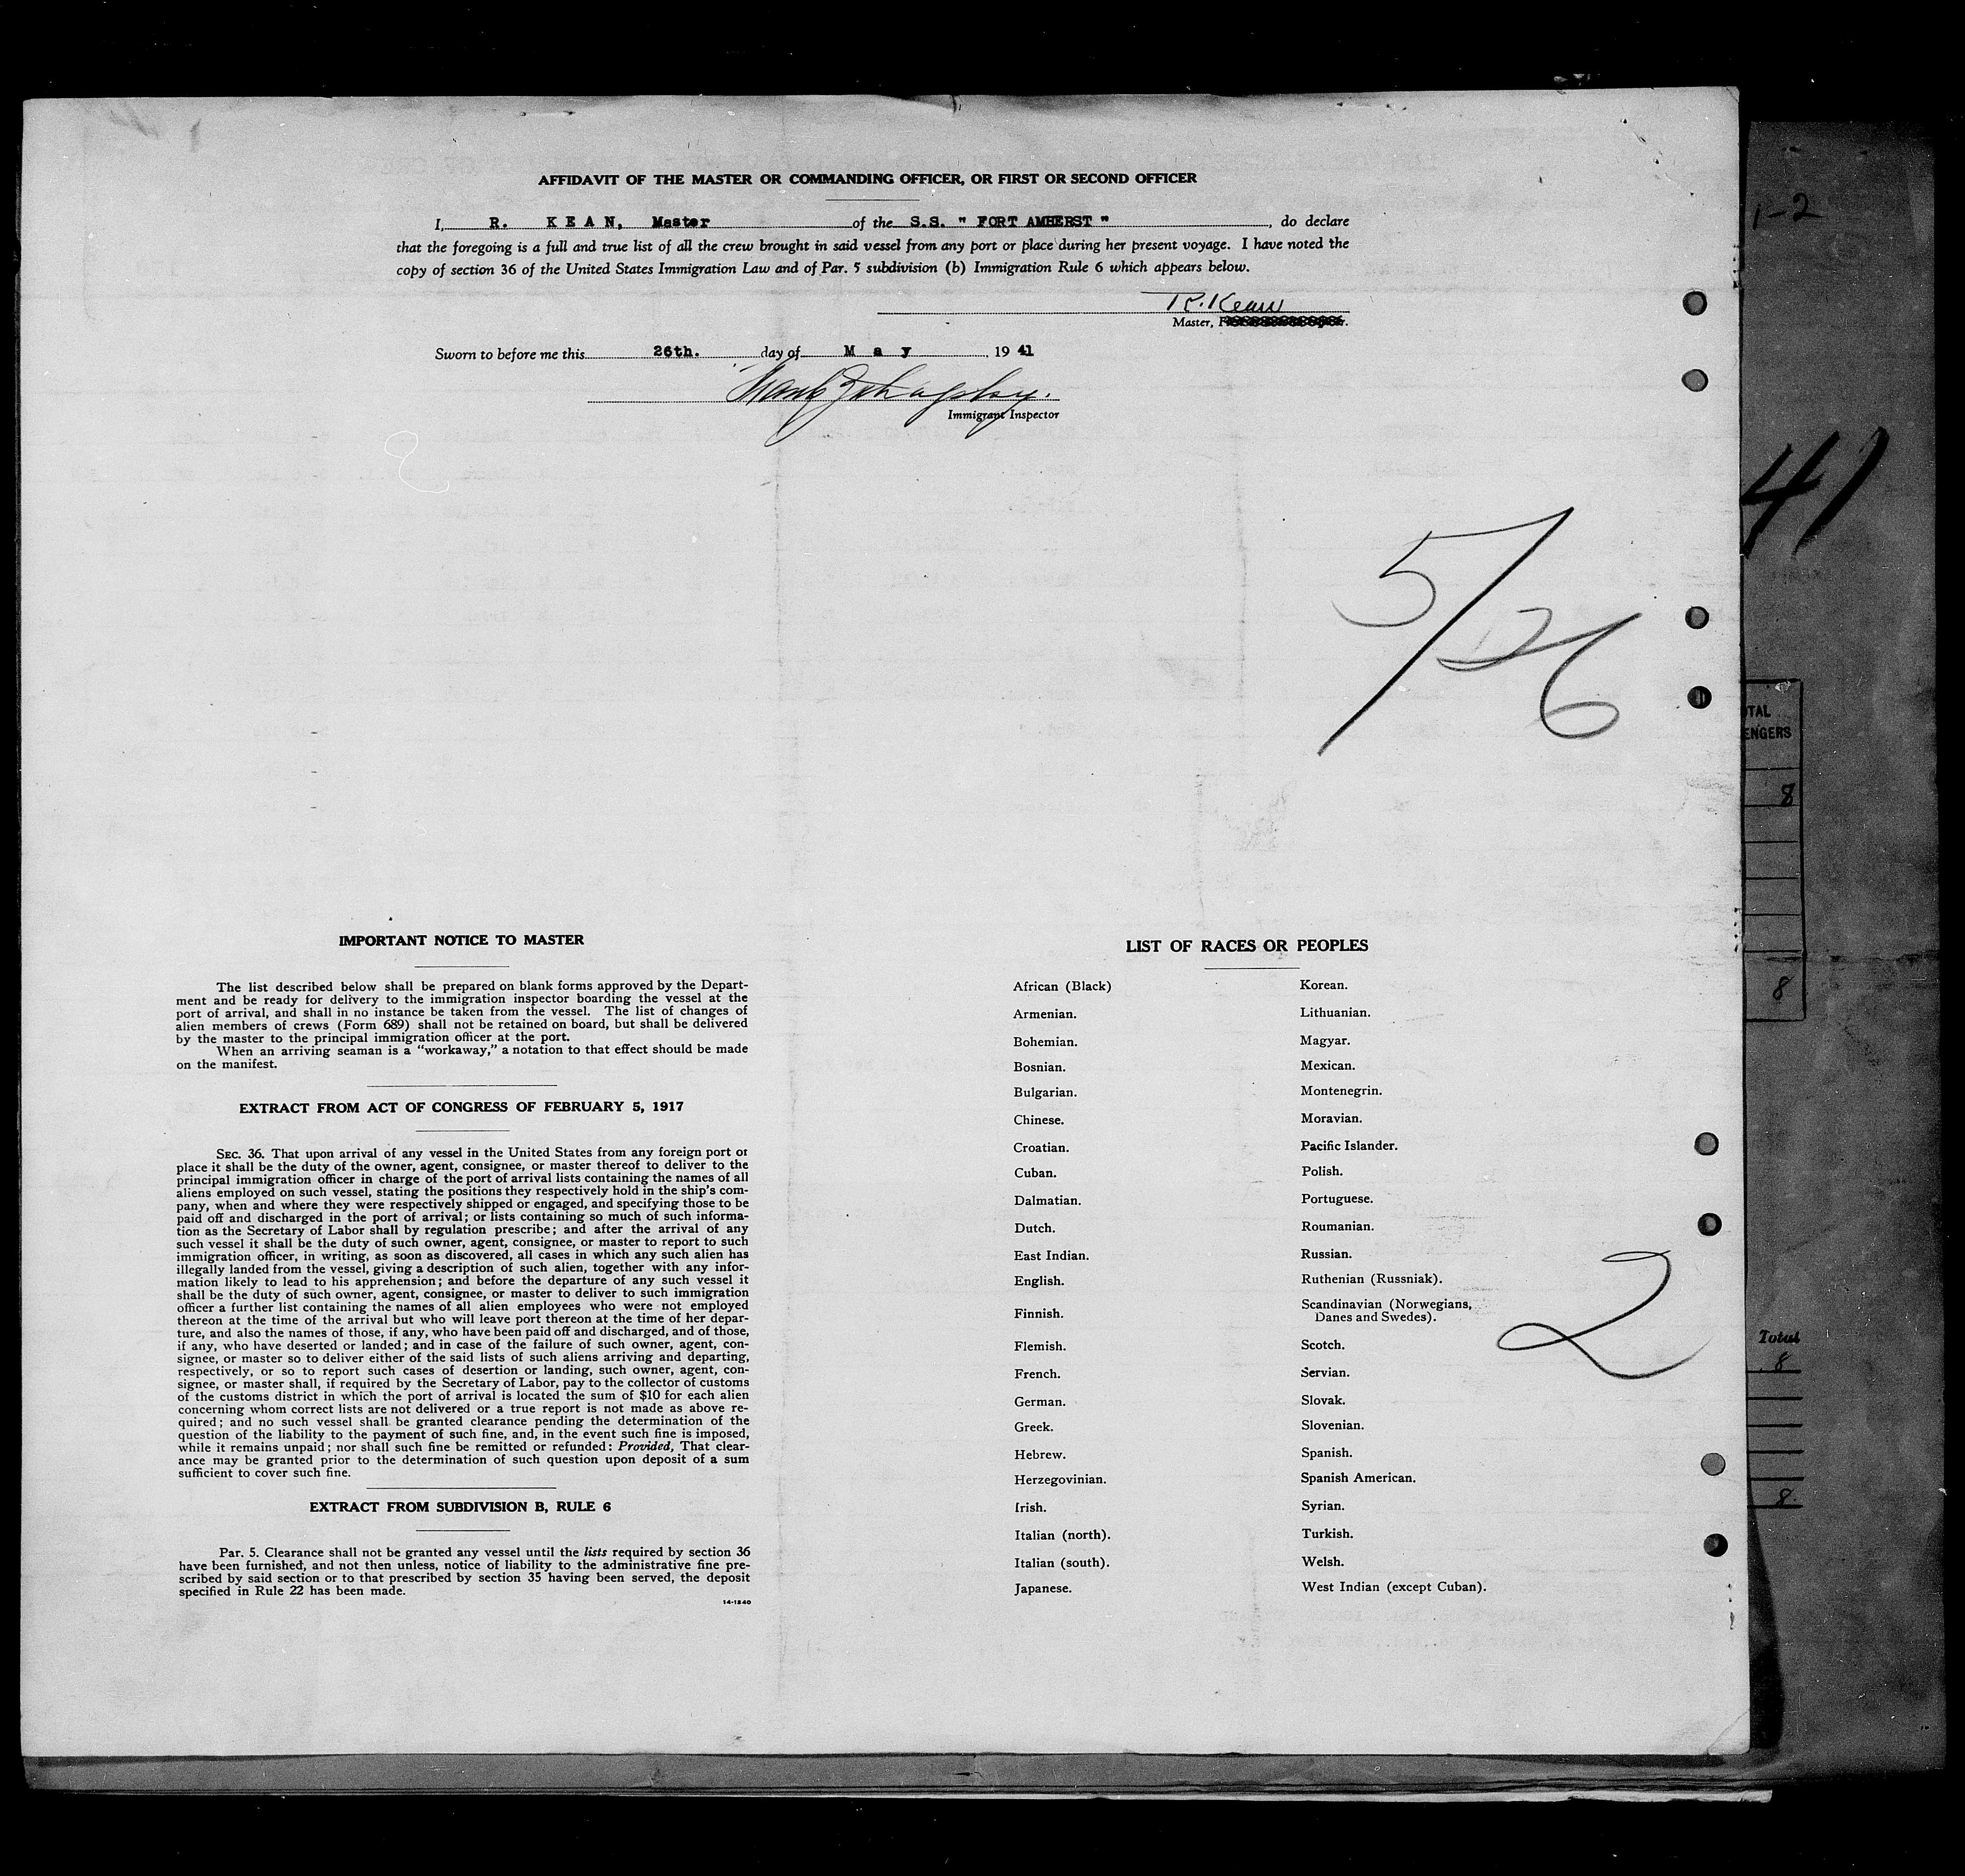 AFFIDAVIT OF THE MASTER OR COMMANDING OFFICER, OR FIRST OR SECOND OFFICER
I, R. KEAN, Master of the S.S. " FORT AMHERST ", do declare
that the foregoing is a full and true list of all the crew brought in said vessel from any port or place during her present voyage. I have noted the
copy of section 36 of the United States Immigration Law and of Par. 5 subdivision (b) Immigration Rule 6 which appears below.
R. Kean
Master,
Sworn to before me this 26th. day of May, 19 41
Immigrant Inspector
1-2
41
5/26
OTAL
ENGERS
8
8
IMPORTANT NOTICE TO MASTER
The list described below shall be prepared on blank forms approved by the Depart-
ment and be ready for delivery to the immigration inspector boarding the vessel at the
port of arrival, and shall in no instance be taken from the vessel. The list of changes of
alien members of crews (Form 689) shall not be retained on board, but shall be delivered
by the master to the principal immigration officer at the port.
When an arriving seaman is a "workaway," a notation to that effect should be made
on the manifest.
EXTRACT FROM ACT OF CONGRESS OF FEBRUARY 5, 1917
SEC. 36. That upon arrival of any vessel in the United States from any foreign port or
place it shall be the duty of the owner, agent, consignee, or master thereof to deliver to the
principal immigration officer in charge of the port of arrival lists containing the names of all
aliens employed on such vessel, stating the positions they respectively hold in the ship's com-
pany, when and where they were respectively shipped or engaged, and specifying those to be
paid off and discharged in the port of arrival; or lists containing so much of such informa-
tion as the Secretary of Labor shall by regulation prescribe; and after the arrival of any
such vessel it shall be the duty of such owner, agent, consignee, or master to report to such
immigration officer, in writing, as soon as discovered, all cases in which any such alien has
illegally landed from the vessel, giving a description of such alien, together with any infor-
mation likely to lead to his apprehension; and before the departure of any such vessel it
shall be the duty of such owner, agent, consignee, or master to deliver to such immigration
officer a further list containing the names of all alien employees who were not employed
thereon at the time of the arrival but who will leave port thereon at the time of her depar-
ture, and also the names of those, if any, who have been paid off and discharged, and of those,
if any, who have deserted or landed; and in case of the failure of such owner, agent, con-
signee, or master so to deliver either of the said lists of such aliens arriving and departing,
respectively, or so to report such cases of desertion or landing, such owner, agent, con-
signee, or master shall, if required by the Secretary of Labor, pay to the collector of customs
of the customs district in which the port of arrival is located the sum of $10 for each alien
concerning whom correct lists are not delivered or a true report is not made as above re-
quired; and no such vessel shall be granted clearance pending the determination of the
question of the liability to the payment of such fine, and, in the event such fine is imposed,
while it remains unpaid; nor shall such fine be remitted or refunded: Provided, That clear-
ance may be granted prior to the determination of such question upon deposit of a sum
sufficient to cover such fine.
EXTRACT FROM SUBDIVISION B, RULE 6
Par. 5. Clearance shall not be granted any vessel until the lists required by section 36
have been furnished, and not then unless, notice of liability to the administrative fine pre-
scribed by said section or to that prescribed by section 35 having been served, the deposit
specified in Rule 22 has been made.
14-1240
LIST OF RACES OR PEOPLES
African (Black)
Armenian.
Bohemian.
Bosnian.
Bulgarian.
Chinese.
Croatian.
Cuban.
Dalmatian.
Dutch.
East Indian.
English.
Finnish.
Flemish.
French.
German.
Greek.
Hebrew.
Herzegovinian.
Irish.
Italian (north).
Italian (south).
Japanese.
Korean.
Lithuanian.
Magyar.
Mexican.
Montenegrin.
Moravian.
Pacific Islander.
Polish.
Portuguese.
Roumanian.
Russian.
Ruthenian (Russniak).
Scandinavian (Norwegians,
Danes and Swedes).
Scotch.
Servian.
Slovak.
Slovenian.
Spanish.
Spanish American.
Syrian.
Turkish.
Welsh.
West Indian (except Cuban).
2
Total
8
8.